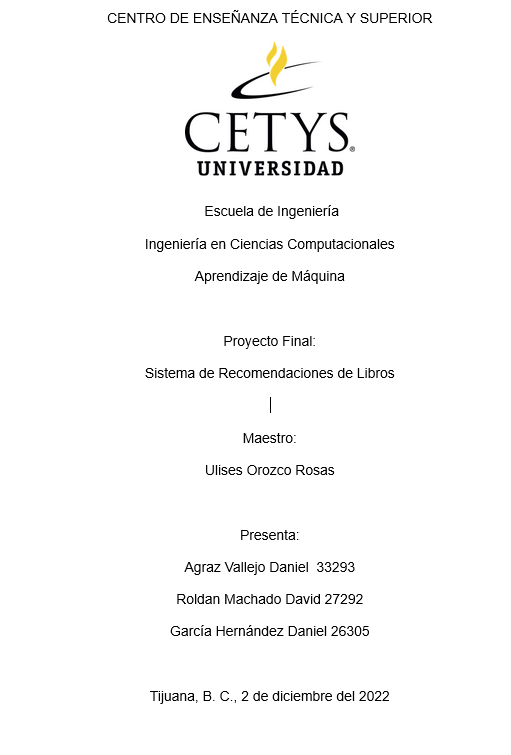 CENTRO DE ENSEÑANZA TÉCNICA Y SUPERIOR
CETYS®
UNIVERSIDAD
Escuela de Ingeniería
Ingeniería en Ciencias Computacionales
Aprendizaje de Máquina
Proyecto Final:
Sistema de Recomendaciones de Libros
Maestro:
Ulises Orozco Rosas
Presenta:
Agraz Vallejo Daniel  33293
Roldan Machado David 27292
García Hernández Daniel 26305
Tijuana, B. C., 2 de diciembre del 2022